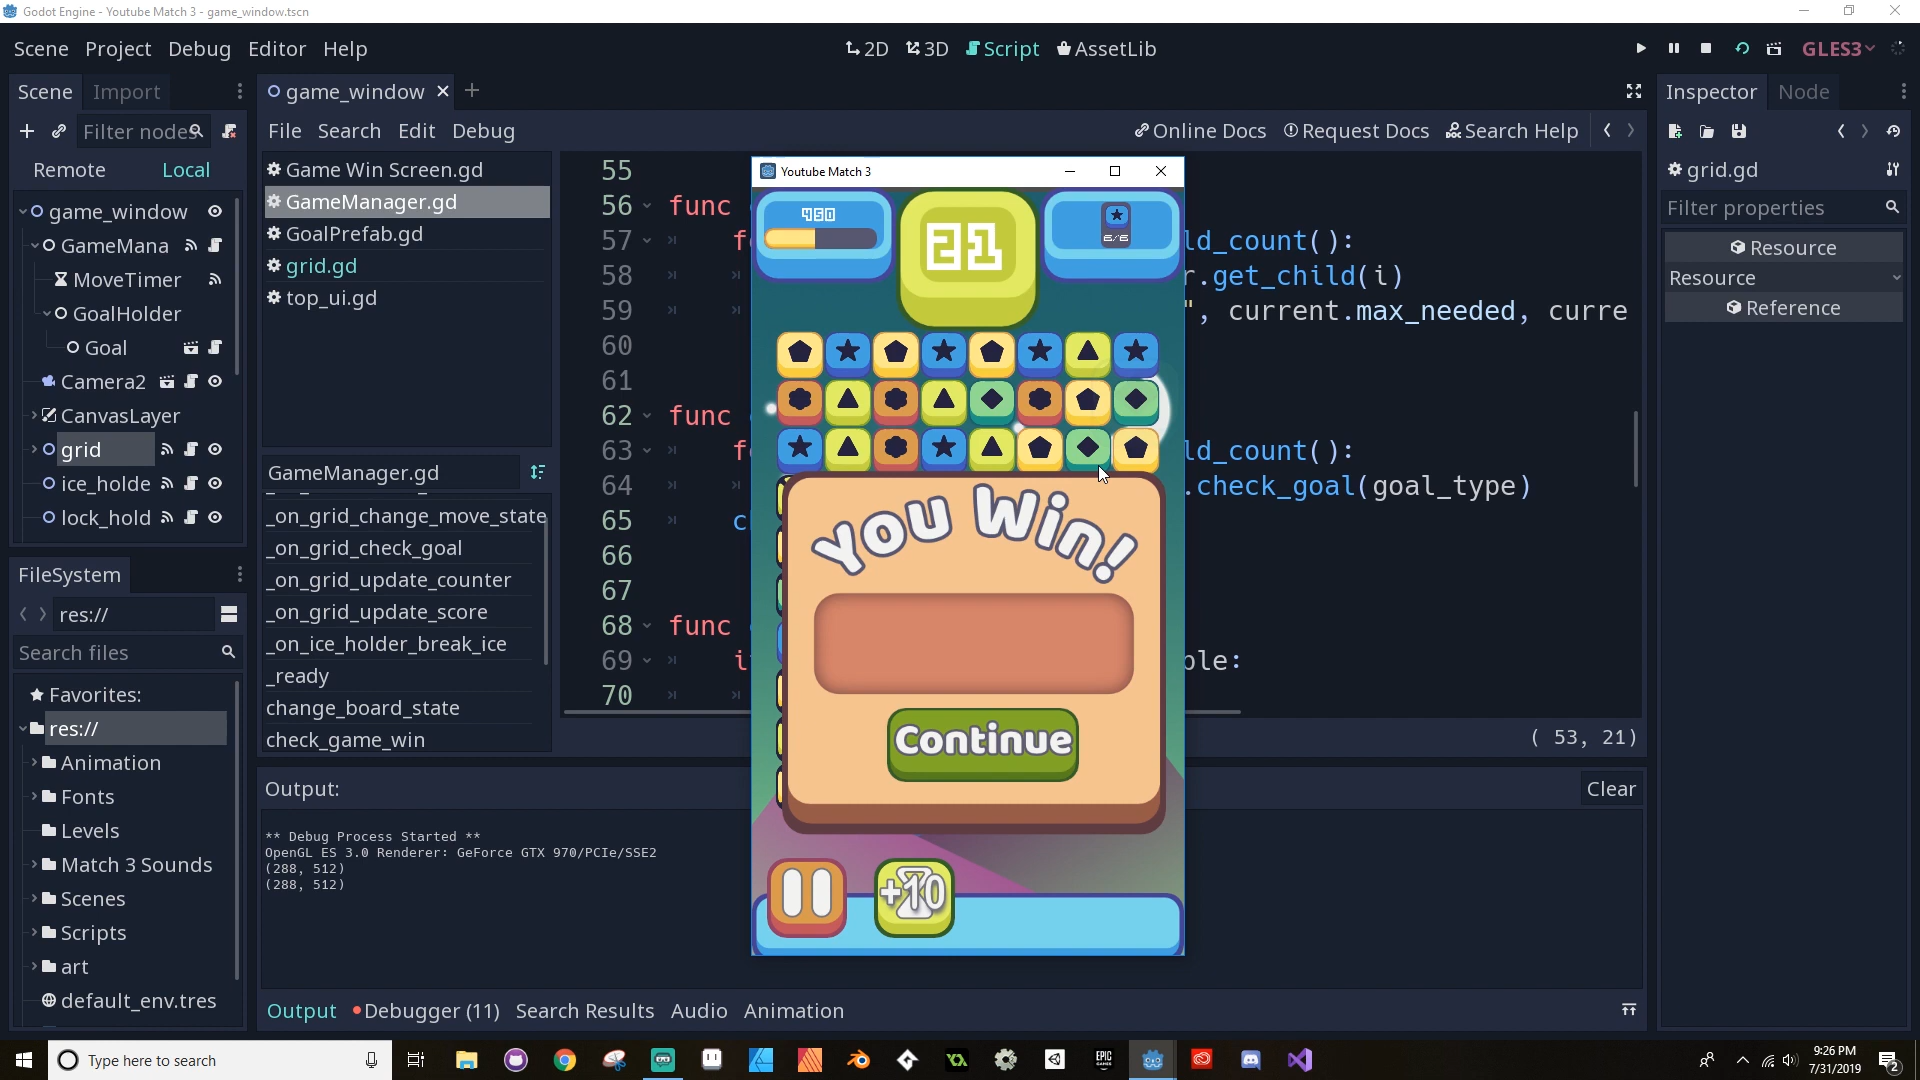 Godot Engine - Youtube Match 3 - game_window.tscn
Scene Project Debug Editor Help
2D 3D Script AssetLib
GLES3
Scene Import
game_window
Inspector Node
Filter nodes
File Search Edit Debug
Online Docs Request Docs Search Help
Remote Local
game_window
GameMana
MoveTimer
GoalHolder
Goal
Camera2
CanvasLayer
grid
ice_holde
lock_hold
FileSystem
res://
Search files
Favorites:
res://
Animation
Fonts
Levels
Match 3 Sounds
Scenes
Scripts
art
default_env.tres
Game Win Screen.gd
GameManager.gd
GoalPrefab.gd
grid.gd
top_ui.gd
GameManager.gd
_on_grid_change_move_state
_on_grid_check_goal
_on_grid_update_counter
_on_grid_update_score
_on_ice_holder_break_ice
_ready
change_board_state
check_game_win
55
56 func
57 ld_count():
58 r.get_child(i)
59 ", current.max_needed, curre
60
61
62 func
63 ld_count():
64 .check_goal(goal_type)
65
66
67
68 func
69 ble:
70
( 53, 21)
Youtube Match 3
450
21
6/6
You Win!
Continue
+10
Output: Clear
** Debug Process Started **
OpenGL ES 3.0 Renderer: GeForce GTX 970/PCIe/SSE2
(288, 512)
(288, 512)
Output Debugger (11) Search Results Audio Animation
grid.gd
Filter properties
Resource
Resource
Reference
Type here to search
EPIC GAMES
9:26 PM
7/31/2019
2